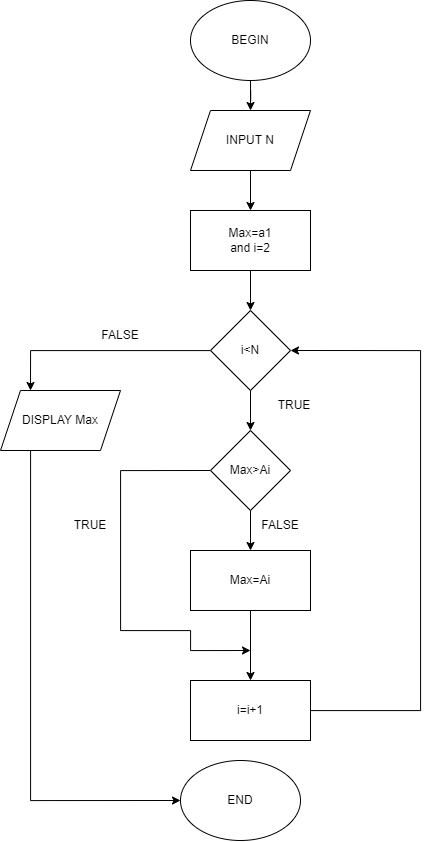 BEGIN
INPUT N
Max=a1
and i=2
FALSE
i<N
TRUE
DISPLAY Max
Max>Ai
TRUE
FALSE
Max=Ai
i=i+1
END